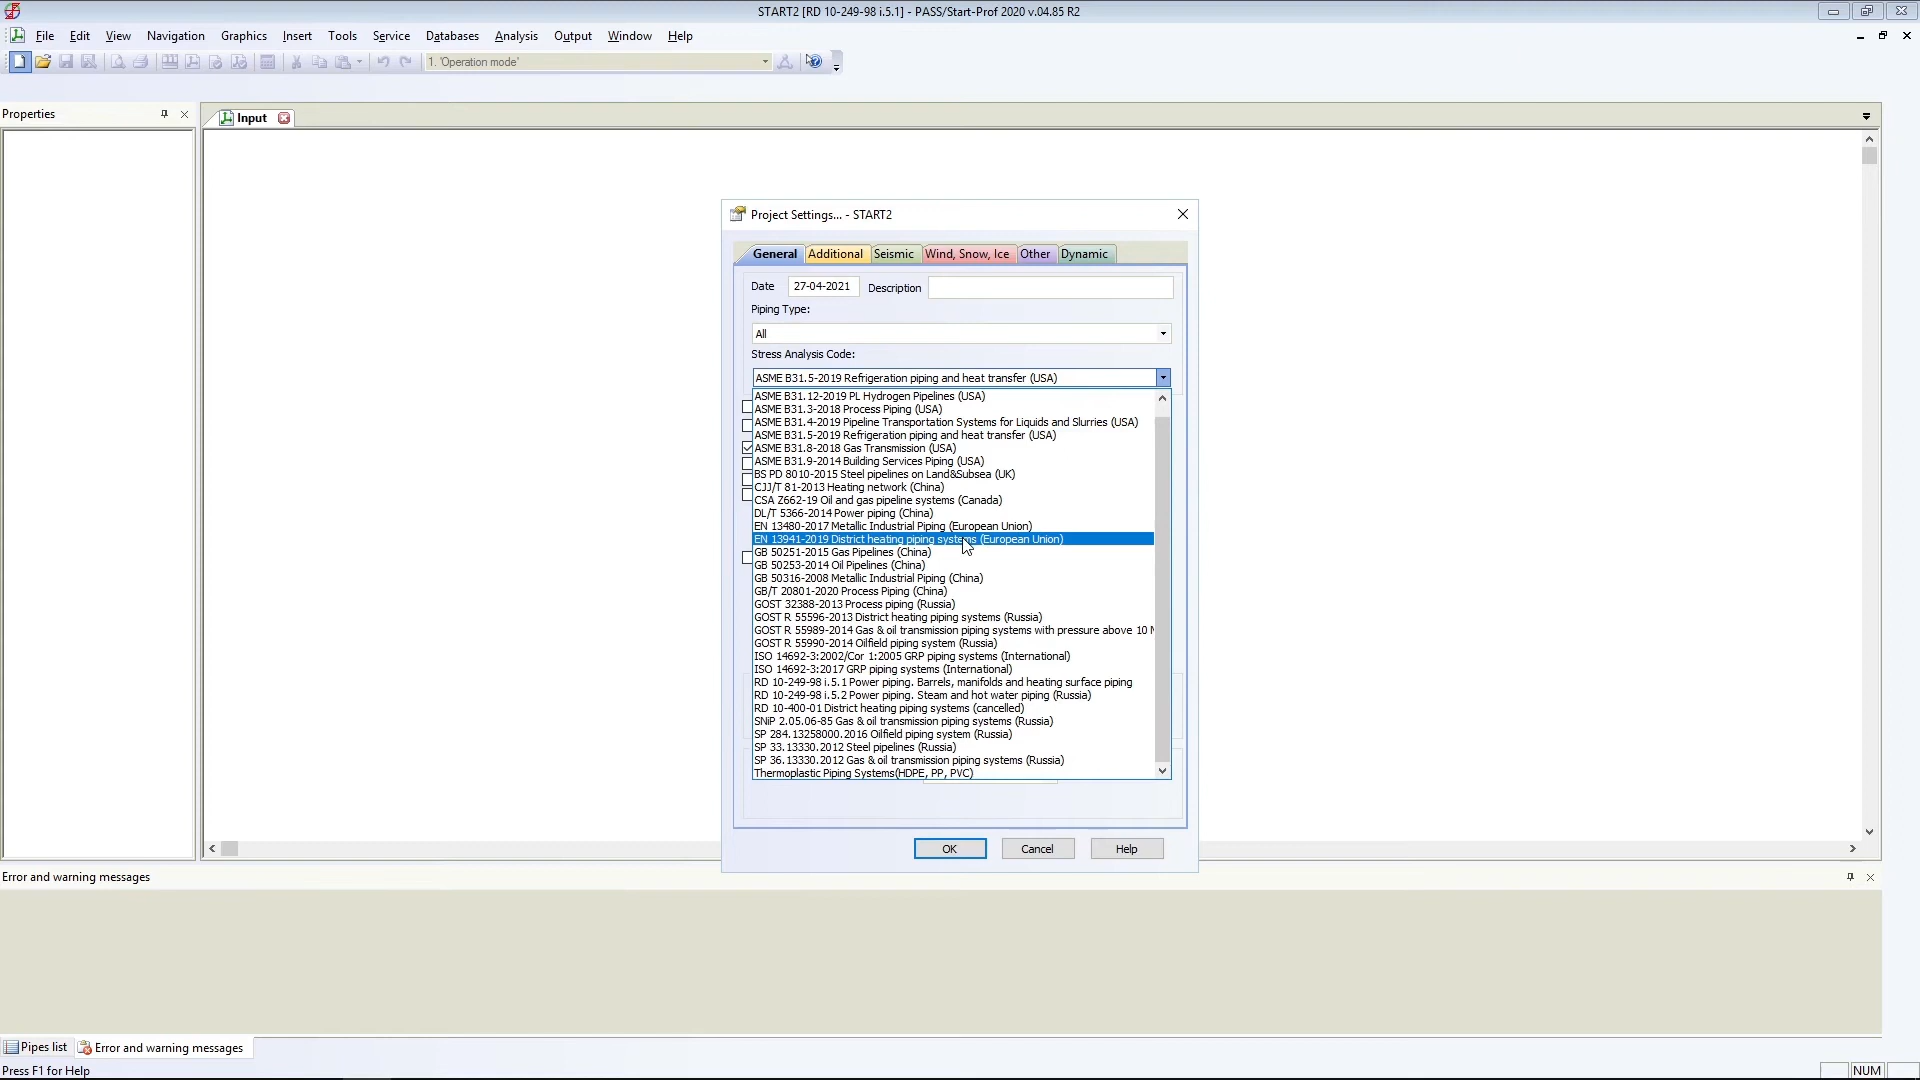 START2 [RD 10-249-98 i.5.1] - PASS/Start-Prof 2020 v.04.85 R2
File Edit View Navigation Graphics Insert Tools Service Databases Analysis Output Window Help
1. 'Operation mode'
Properties
Input
Project Settings... - START2
General Additional Seismic Wind, Snow, Ice Other Dynamic
Date 27-04-2021 Description
Piping Type:
All
Stress Analysis Code:
ASME B31.5-2019 Refrigeration piping and heat transfer (USA)
ASME B31.12-2019 PL Hydrogen Pipelines (USA)
ASME B31.3-2018 Process Piping (USA)
ASME B31.4-2019 Pipeline Transportation Systems for Liquids and Slurries (USA)
ASME B31.5-2019 Refrigeration piping and heat transfer (USA)
ASME B31.8-2018 Gas Transmission (USA)
ASME B31.9-2014 Building Services Piping (USA)
BS PD 8010-2015 Steel pipelines on Land&Subsea (UK)
CJJ/T 81-2013 Heating network (China)
CSA Z662-19 Oil and gas pipeline systems (Canada)
DL/T 5366-2014 Power piping (China)
EN 13480-2017 Metallic Industrial Piping (European Union)
EN 13941-2019 District heating piping systems (European Union)
GB 50251-2015 Gas Pipelines (China)
GB 50253-2014 Oil Pipelines (China)
GB 50316-2008 Metallic Industrial Piping (China)
GB/T 20801-2020 Process Piping (China)
GOST 32388-2013 Process piping (Russia)
GOST R 55596-2013 District heating piping systems (Russia)
GOST R 55989-2014 Gas & oil transmission piping systems with pressure above 10 M
GOST R 55990-2014 Oilfield piping system (Russia)
ISO 14692-3:2002/Cor 1:2005 GRP piping systems (International)
ISO 14692-3:2017 GRP piping systems (International)
RD 10-249-98 i.5.1 Power piping. Barrels, manifolds and heating surface piping
RD 10-249-98 i.5.2 Power piping. Steam and hot water piping (Russia)
RD 10-400-01 District heating piping systems (cancelled)
SNiP 2.05.06-85 Gas & oil transmission piping systems (Russia)
SP 284.13258000.2016 Oilfield piping system (Russia)
SP 33.13330.2012 Steel pipelines (Russia)
SP 36.13330.2012 Gas & oil transmission piping systems (Russia)
Thermoplastic Piping Systems(HDPE, PP, PVC)
OK Cancel Help
Error and warning messages
Pipes list Error and warning messages
Press F1 for Help NUM